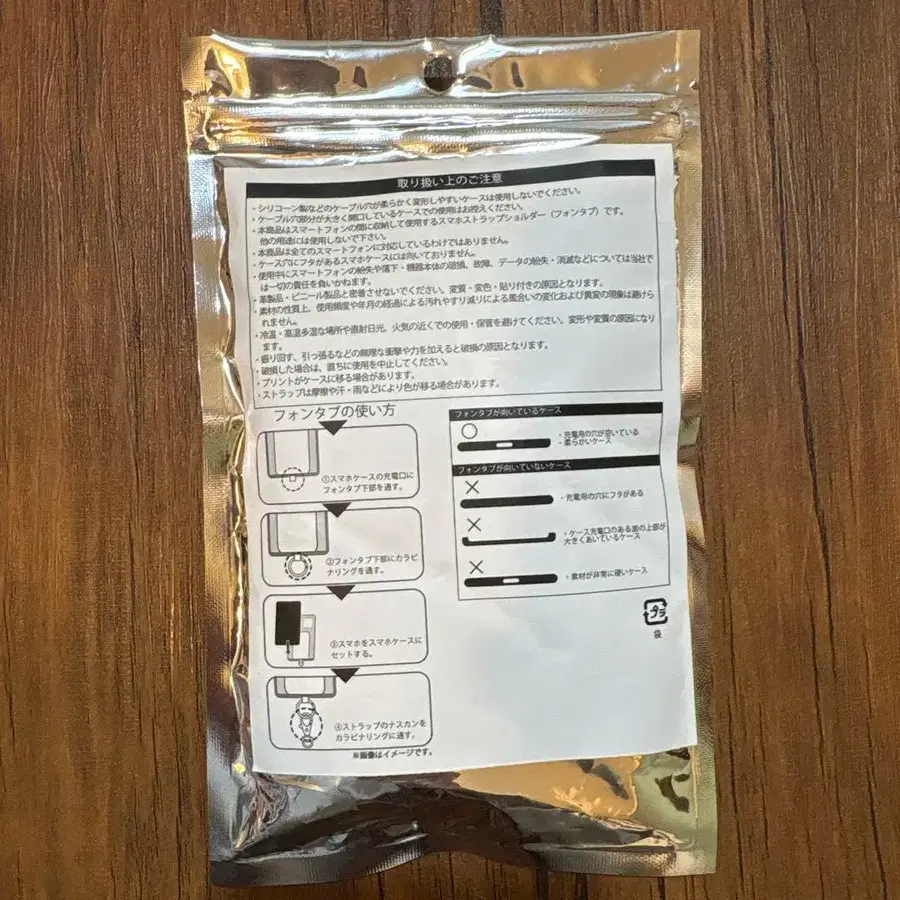 取り扱い上のご注意
・シリコーン製などのケーブル穴が柔らかく変形しやすいケースは使用しないでください。
・ケーブル穴部分が大きく開口しているケースでの使用はお控えください。
・本商品はスマートフォンの間に収納して使用するスマホストラップショルダー（フォンタブ）です。
他の用途には使用しないで下さい。
・本商品は全てのスマートフォンに対応しているわけではありません。
・ケース穴にフタがあるスマホケースには向いておりません。
・使用中にスマートフォンの紛失や落下・機器本体の破損、故障、データの紛失・消滅などについては当社で
は一切の責任を負いかねます。
・革製品・ビニール製品と密着させないでください。変質・変色・貼り付きの原因となります。
・素材の性質上、使用頻度や年月の経過による汚れやすり減りによる風合いの変化および黄変の現象は避けら
れません。
・冷温・高温多湿な場所や直射日光、火気の近くでの使用・保管を避けてください。変形や変質の原因になり
ます。
・振り回す、引っ張るなどの無理な衝撃や力を加えると破損の原因となります。
・破損した場合は、直ちに使用を中止してください。
・プリントがケースに移る場合があります。
・ストラップは摩擦や汗・雨などにより色が移る場合があります。
フォンタブの使い方
①スマホケースの充電口に
フォンタブ下部を通す。
②フォンタブ下部にカラビ
ナリングを通す。
③スマホをスマホケースに
セットする。
④ストラップのナスカンを
カラビナリングに通す。
※画像はイメージです。
フォンタブが向いているケース
・充電用の穴が空いている
・柔らかいケース
フォンタブが向いていないケース
・充電用の穴にフタがある
・ケース充電口のある面の上部が
大きくあいているケース
・素材が非常に硬いケース
プラ
袋